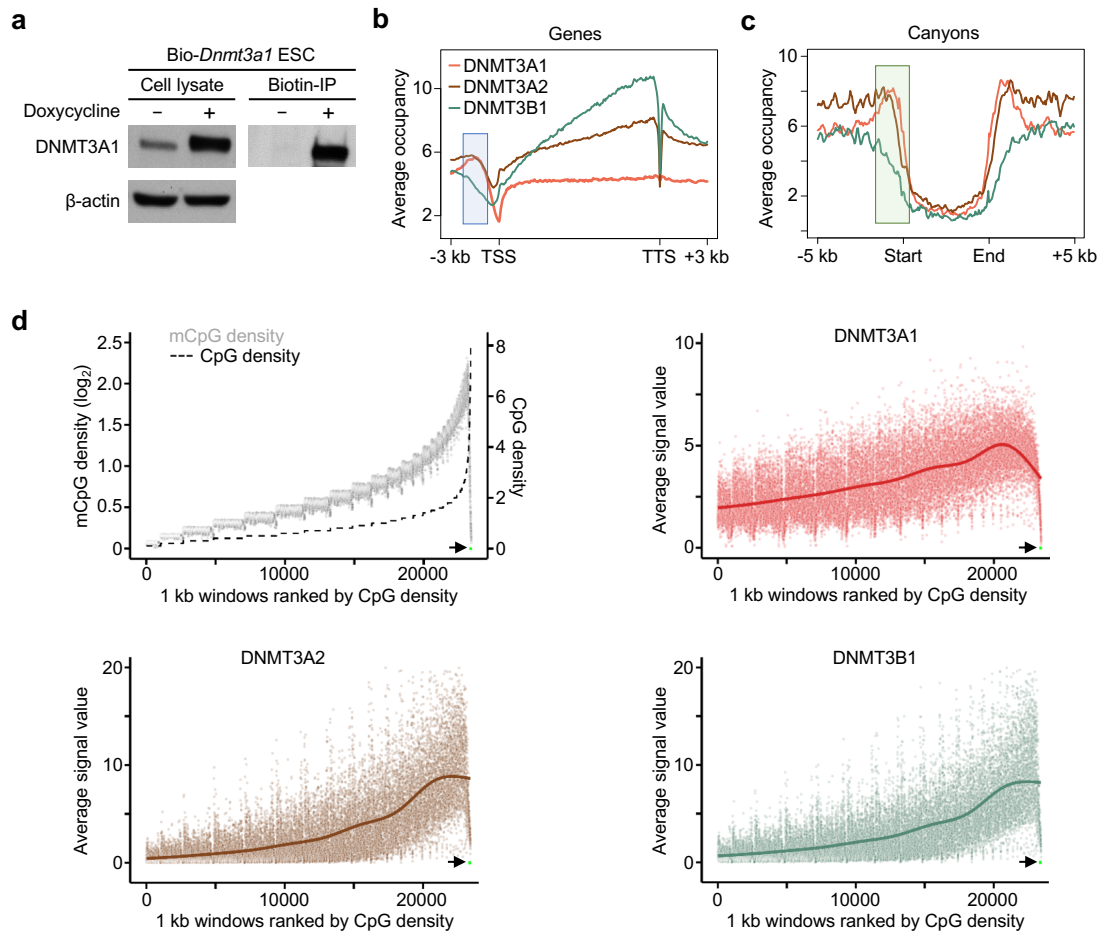 a
Bio-Dnmt3a1 ESC
Cell lysate Biotin-IP
Doxycycline – + – +
DNMT3A1
β-actin
b
Genes
DNMT3A1
DNMT3A2
DNMT3B1
Average occupancy
10
6
2
-3 kb TSS TTS +3 kb
c
Canyons
Average occupancy
10
6
2
-5 kb Start End +5 kb
d
mCpG density
CpG density
mCpG density (log2)
2.5
2.0
1.5
1.0
0.5
0
CpG density
8
6
4
2
0
0 10000 20000
1 kb windows ranked by CpG density
DNMT3A1
Average signal value
10
5
0
0 10000 20000
1 kb windows ranked by CpG density
DNMT3A2
Average signal value
20
10
0
0 10000 20000
1 kb windows ranked by CpG density
DNMT3B1
Average signal value
20
10
0
0 10000 20000
1 kb windows ranked by CpG density